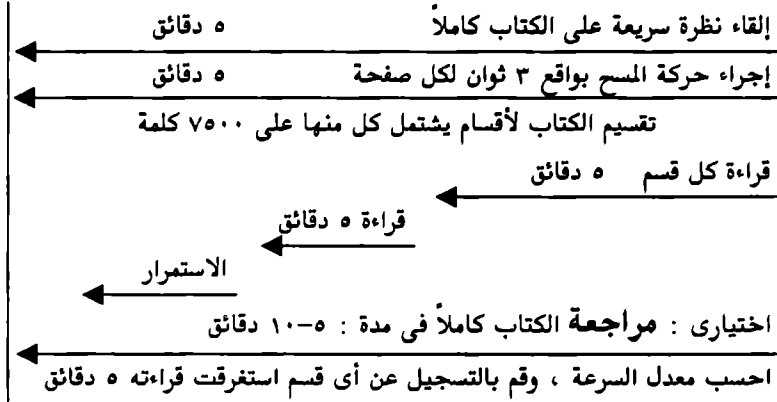 إلقاء نظرة سريعة على الكتاب كاملاً ٥ دقائق
إجراء حركة المسح بواقع ٣ ثوان لكل صفحة ٥ دقائق
تقسيم الكتاب لأقسام يشتمل كل منها على ٧٥٠٠ كلمة
قراءة كل قسم ٥ دقائق
قراءة ٥ دقائق
الاستمرار
اختيارى : مراجعة الكتاب كاملاً فى مدة : ٥-١٠ دقائق
احسب معدل السرعة ، وقم بالتسجيل عن أى قسم استغرقت قراءته ٥ دقائق